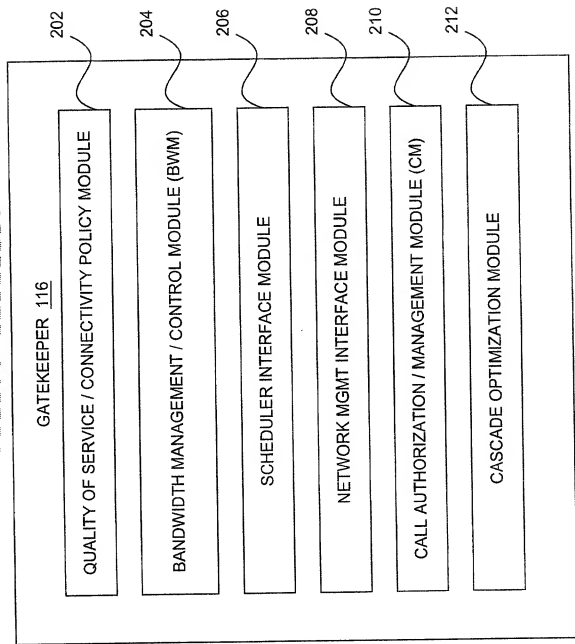 GATEKEEPER 116
QUALITY OF SERVICE / CONNECTIVITY POLICY MODULE
202
BANDWIDTH MANAGEMENT / CONTROL MODULE (BWM)
204
SCHEDULER INTERFACE MODULE
206
NETWORK MGMT INTERFACE MODULE
208
CALL AUTHORIZATION / MANAGEMENT MODULE (CM)
210
CASCADE OPTIMIZATION MODULE
212